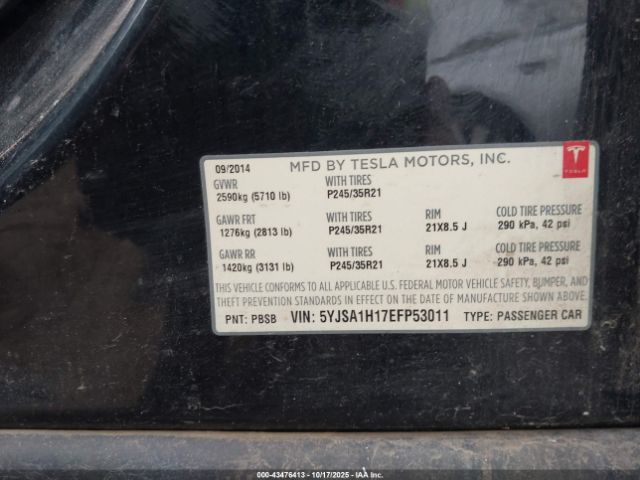 09/2014 MFD BY TESLA MOTORS, INC. TESLA
GVWR WITH TIRES
2590kg (5710 lb) P245/35R21
GAWR FRT WITH TIRES RIM COLD TIRE PRESSURE
1276kg (2813 lb) P245/35R21 21X8.5 J 290 kPa, 42 psi
GAWR RR WITH TIRES RIM COLD TIRE PRESSURE
1420kg (3131 lb) P245/35R21 21X8.5 J 290 kPa, 42 psi
THIS VEHICLE CONFORMS TO ALL APPLICABLE U.S. FEDERAL MOTOR VEHICLE SAFETY, BUMPER, AND
THEFT PREVENTION STANDARDS IN EFFECT ON THE DATE OF MANUFACTURE SHOWN ABOVE.
PNT: PBSB VIN: 5YJSA1H17EFP53011 TYPE: PASSENGER CAR
000-43476413 - 10/17/2025 - IAA Inc. Copyright